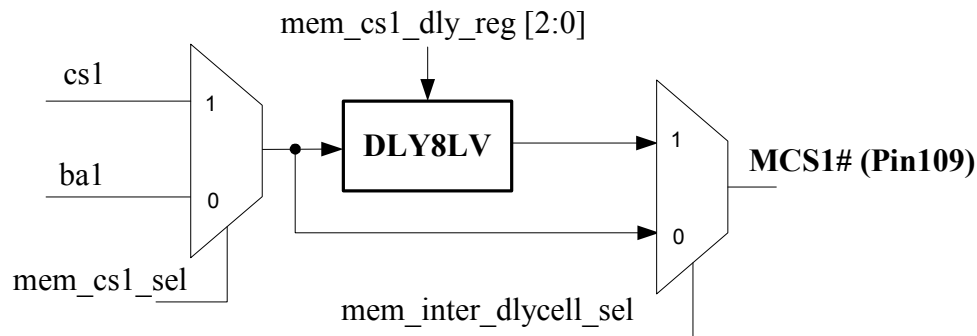 mem_cs1_dly_reg [2:0]
cs1
1
DLY8LV
1
MCS1# (Pin109)
ba1
0
0
mem_cs1_sel
mem_inter_dlycell_sel